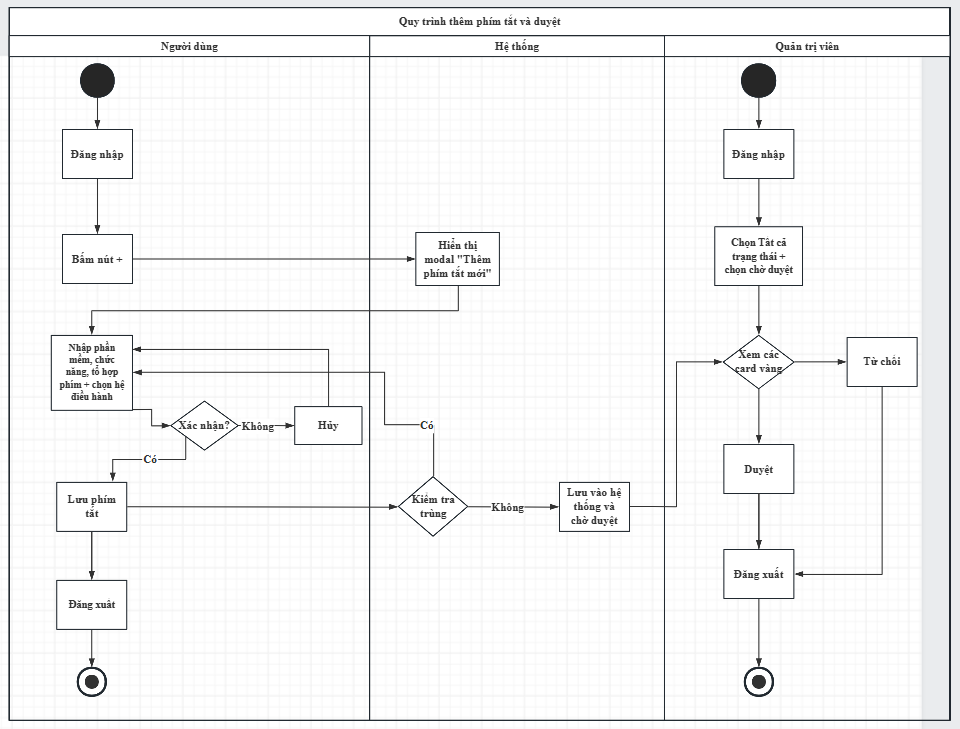 Quy trình thêm phím tắt và duyệt
Người dùng
Hệ thống
Quản trị viên
Đăng nhập
Đăng nhập
Bấm nút +
Hiển thị
modal "Thêm
phím tắt mới"
Chọn Tất cả
trạng thái +
chọn chờ duyệt
Nhập phần
mềm, chức
năng, tổ hợp
phím + chọn hệ
điều hành
Xem các
card vàng
Từ chối
Xác nhận?
Không
Hủy
Có
Có
Duyệt
Lưu phím
tắt
Kiểm tra
trùng
Không
Lưu vào hệ
thống và
chờ duyệt
Đăng xuất
Đăng xuất